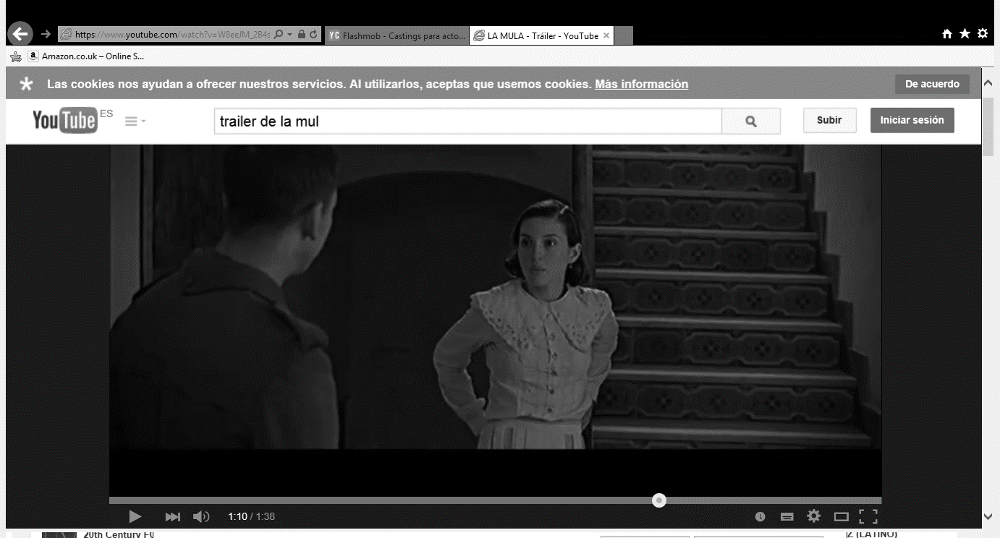 https://www.youtube.com/watch?v=W8eeJM_2B4s
YC Flashmob - Castings para acto...
LA MULA - Tráiler - YouTube
Amazon.co.uk – Online S...
Las cookies nos ayudan a ofrecer nuestros servicios. Al utilizarlos, aceptas que usemos cookies. Más información
De acuerdo
YouTube ES
trailer de la mul
Subir
Iniciar sesión
1:10 / 1:38
20th Century
(LATINO)